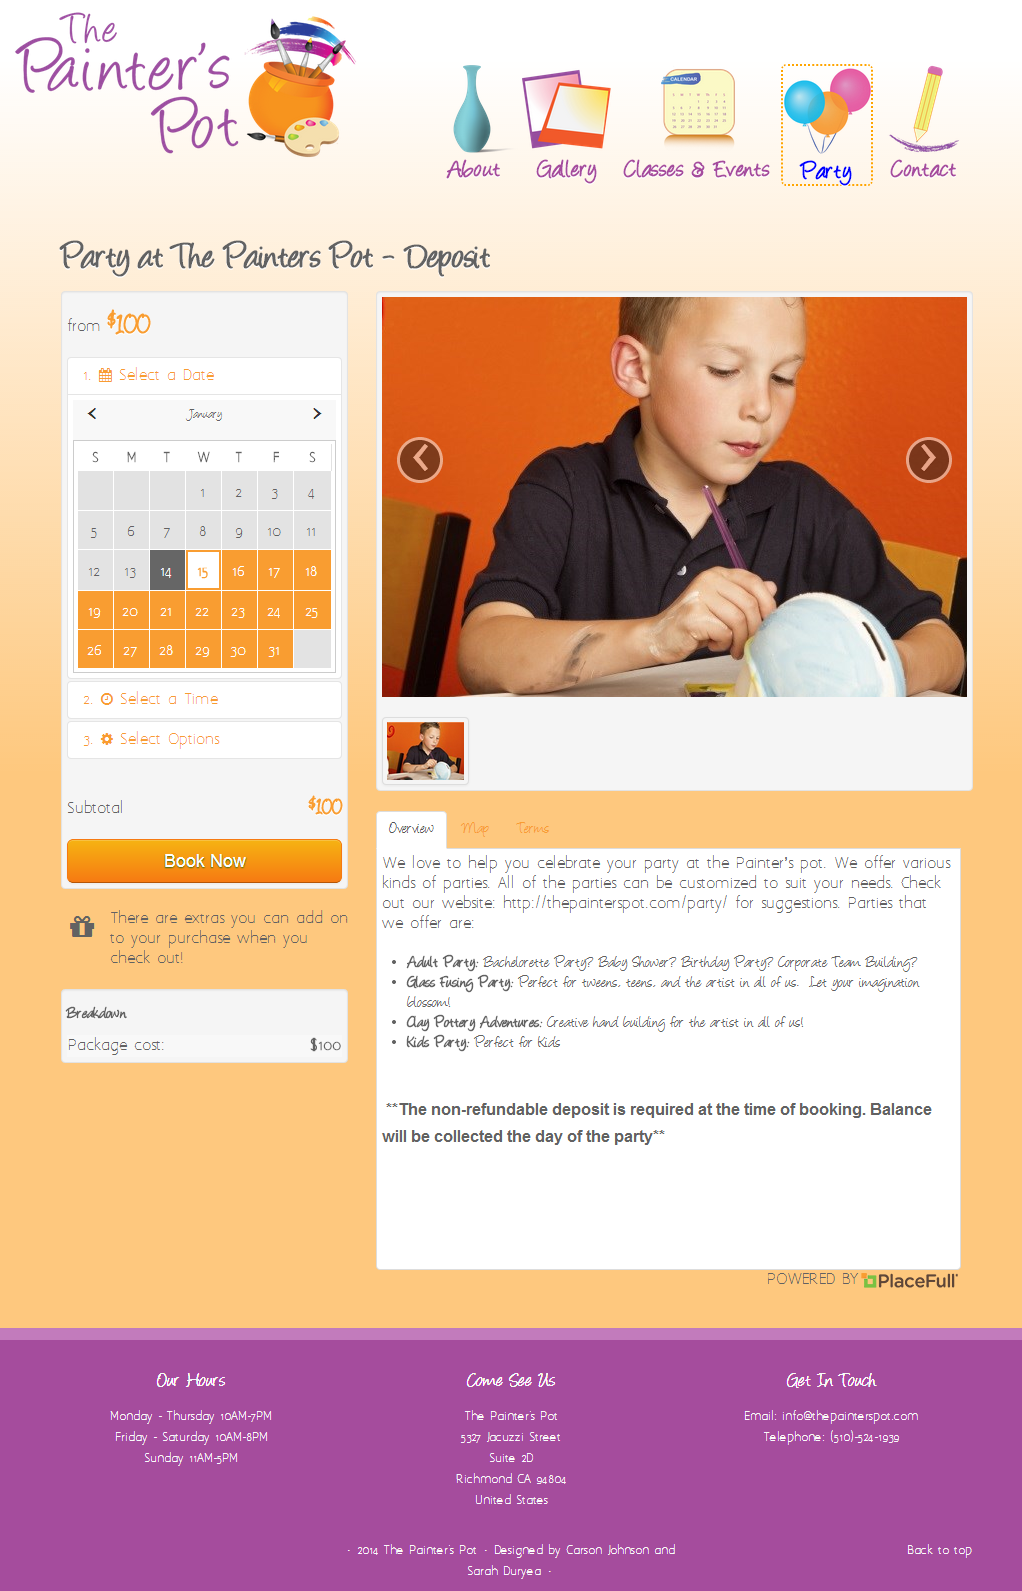 The
Painter's
Pot
CALENDAR
About
Gallery
Classes & Events
Party
Contact
Party at The Painters Pot - Deposit
from $100
1. Select a Date
January
S M T W T F S
1 2 3 4
5 6 7 8 9 10 11
12 13 14 15 16 17 18
19 20 21 22 23 24 25
26 27 28 29 30 31
2. Select a Time
3. Select Options
Subtotal $100
Book Now
There are extras you can add on
to your purchase when you
check out!
Breakdown
Package cost: $100
Overview Map Terms
We love to help you celebrate your party at the Painter's pot. We offer various
kinds of parties. All of the parties can be customized to suit your needs. Check
out our website: http://thepainterspot.com/party/ for suggestions. Parties that
we offer are:
• Adult Party: Bachelorette Party? Baby Shower? Birthday Party? Corporate Team Building?
• Glass Fusing Party: Perfect for tweens, teens, and the artist in all of us. Let your imagination
blossom!
• Clay Pottery Adventures: Creative hand building for the artist in all of us!
• Kids Party: Perfect for Kids
**The non-refundable deposit is required at the time of booking. Balance
will be collected the day of the party**
POWERED BY PlaceFull
Our Hours
Monday - Thursday 10AM-7PM
Friday - Saturday 10AM-8PM
Sunday 11AM-5PM
Come See Us
The Painter's Pot
5327 Jacuzzi Street
Suite 2D
Richmond CA 94804
United States
Get In Touch
Email: info@thepainterspot.com
Telephone: (510)-524-1939
- 2014 The Painter's Pot - Designed by Carson Johnson and
Sarah Duryea -
Back to top